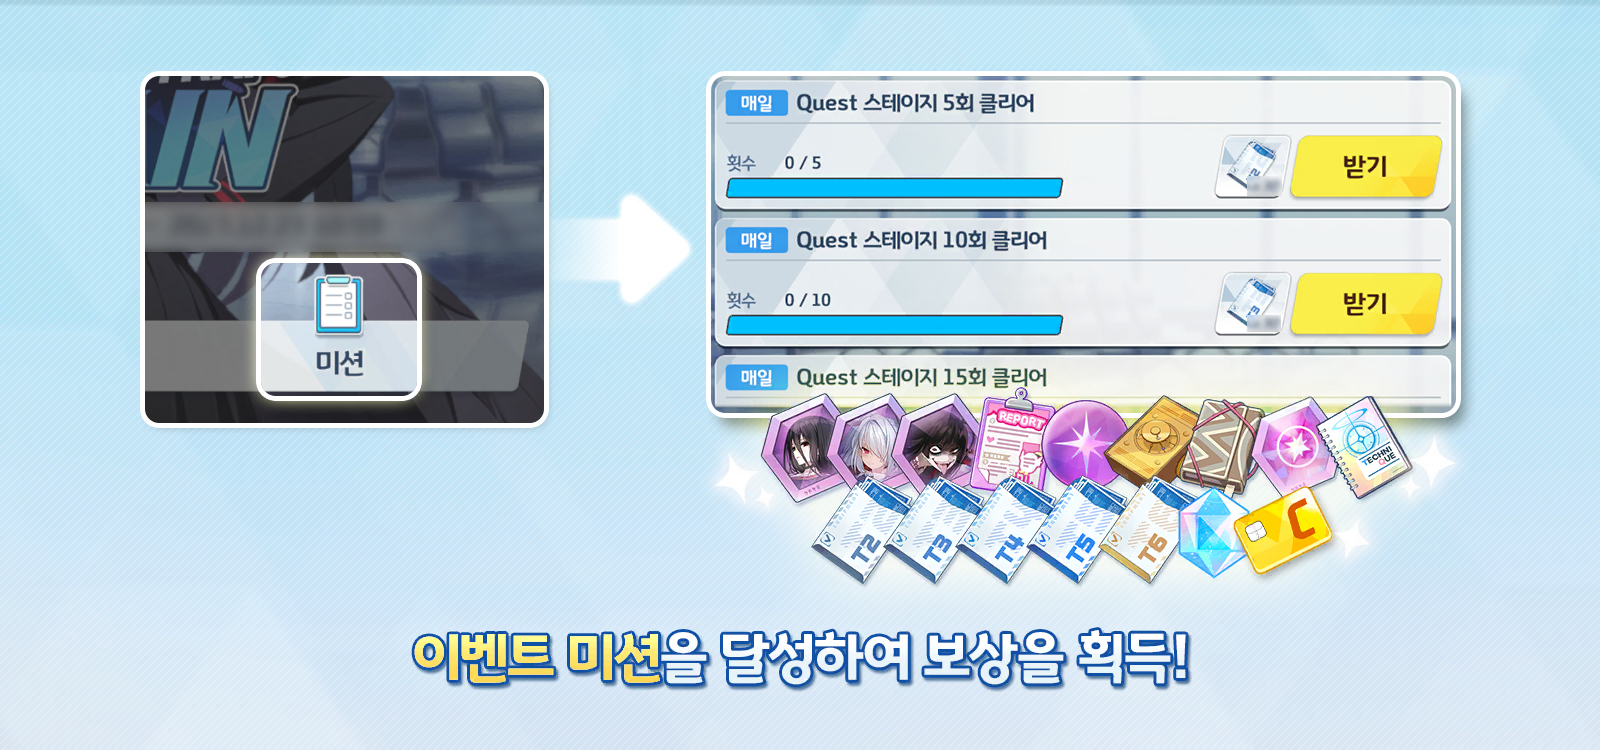 IN
미션
매일 Quest 스테이지 5회 클리어
횟수 0 / 5
받기
매일 Quest 스테이지 10회 클리어
횟수 0 / 10
받기
매일 Quest 스테이지 15회 클리어
REPORT
TECHNI
QUE
T2 T3 T4 T5 T6
이벤트 미션을 달성하여 보상을 획득!